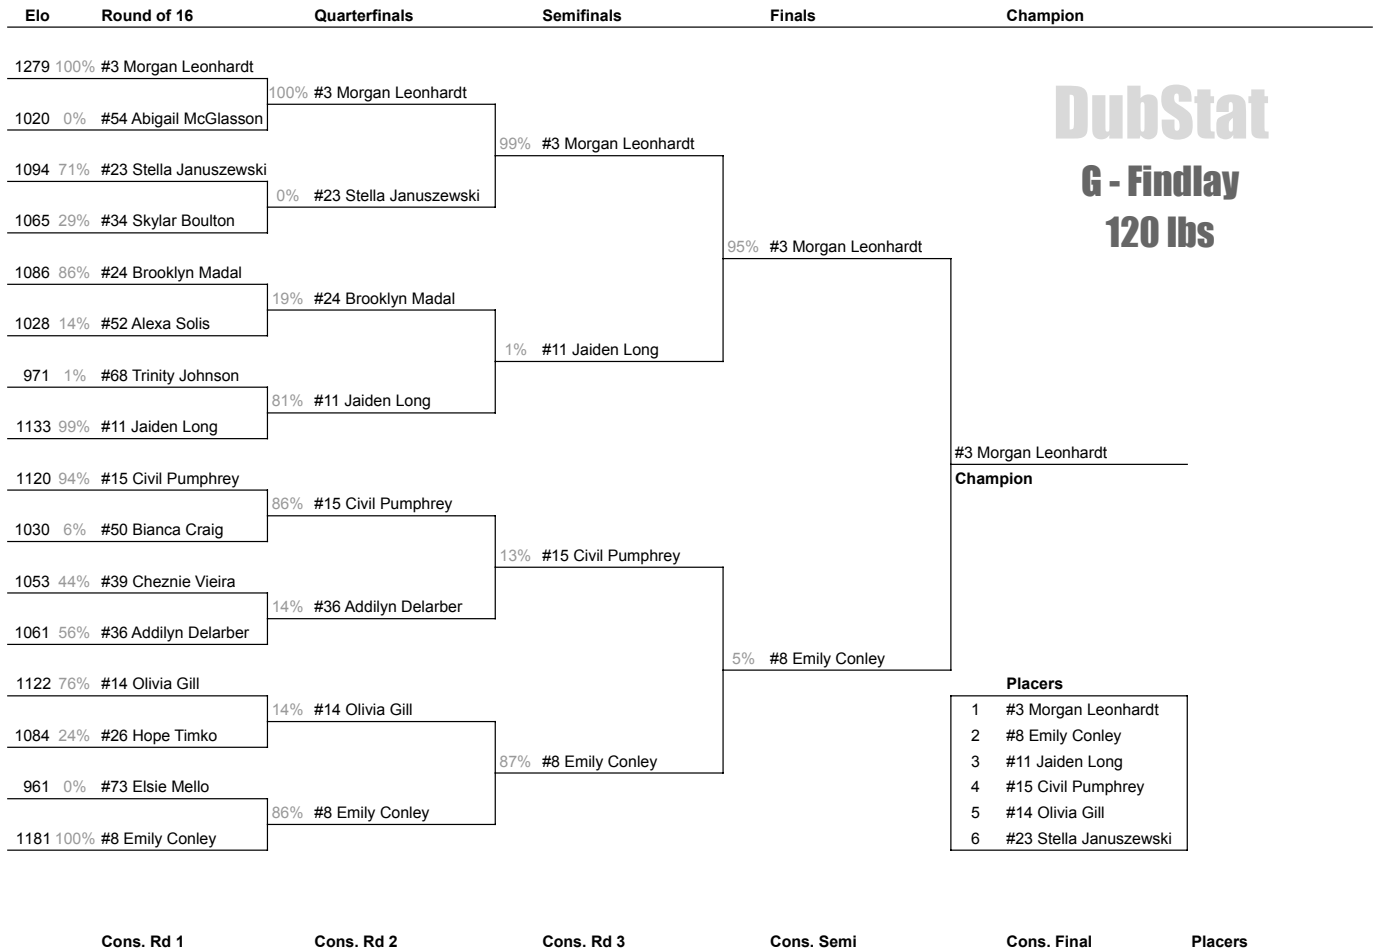 Elo Round of 16 Quarterfinals Semifinals Finals Champion
1279 100% #3 Morgan Leonhardt
100% #3 Morgan Leonhardt
DubStat
1020 0% #54 Abigail McGlasson
99% #3 Morgan Leonhardt
1094 71% #23 Stella Januszewski
G - Findlay
0% #23 Stella Januszewski
1065 29% #34 Skylar Boulton
120 lbs
95% #3 Morgan Leonhardt
1086 86% #24 Brooklyn Madal
19% #24 Brooklyn Madal
1028 14% #52 Alexa Solis
1% #11 Jaiden Long
971 1% #68 Trinity Johnson
81% #11 Jaiden Long
1133 99% #11 Jaiden Long
#3 Morgan Leonhardt
1120 94% #15 Civil Pumphrey
Champion
86% #15 Civil Pumphrey
1030 6% #50 Bianca Craig
13% #15 Civil Pumphrey
1053 44% #39 Cheznie Vieira
14% #36 Addilyn Delarber
1061 56% #36 Addilyn Delarber
5% #8 Emily Conley
1122 76% #14 Olivia Gill
Placers
14% #14 Olivia Gill
1 #3 Morgan Leonhardt
1084 24% #26 Hope Timko
2 #8 Emily Conley
87% #8 Emily Conley
3 #11 Jaiden Long
961 0% #73 Elsie Mello
4 #15 Civil Pumphrey
86% #8 Emily Conley
5 #14 Olivia Gill
1181 100% #8 Emily Conley
6 #23 Stella Januszewski
Cons. Rd 1 Cons. Rd 2 Cons. Rd 3 Cons. Semi Cons. Final Placers